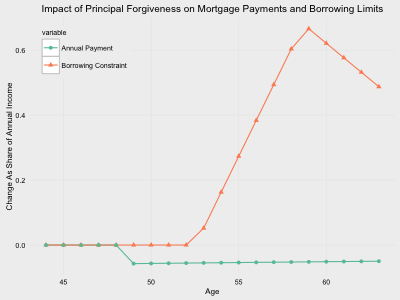 Impact of Principal Forgiveness on Mortgage Payments and Borrowing Limits
variable
Annual Payment
Borrowing Constraint
Change As Share of Annual Income
0.6
0.4
0.2
0.0
45
50
55
60
Age